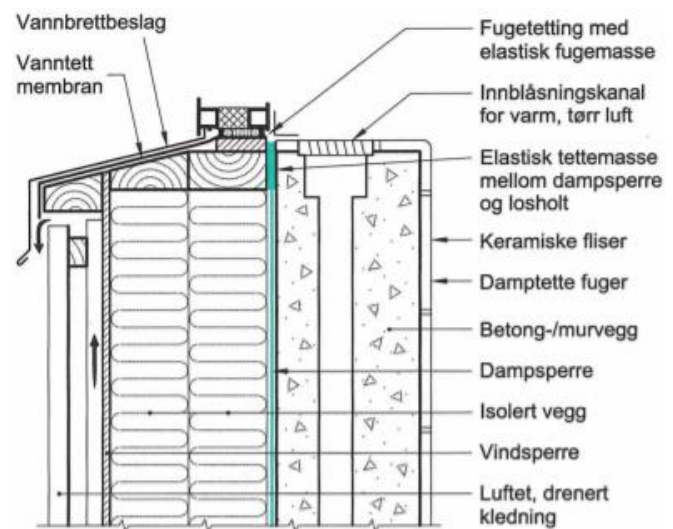 Vannbrettbeslag
Vanntett
membran
Fugetetting med
elastisk fugemasse
Innblåsningskanal
for varm, tørr luft
Elastisk tettemasse
mellom dampsperre
og losholt
Keramiske fliser
Damptette fuger
Betong-/murvegg
Dampsperre
Isolert vegg
Vindsperre
Luftet, drenert
kledning